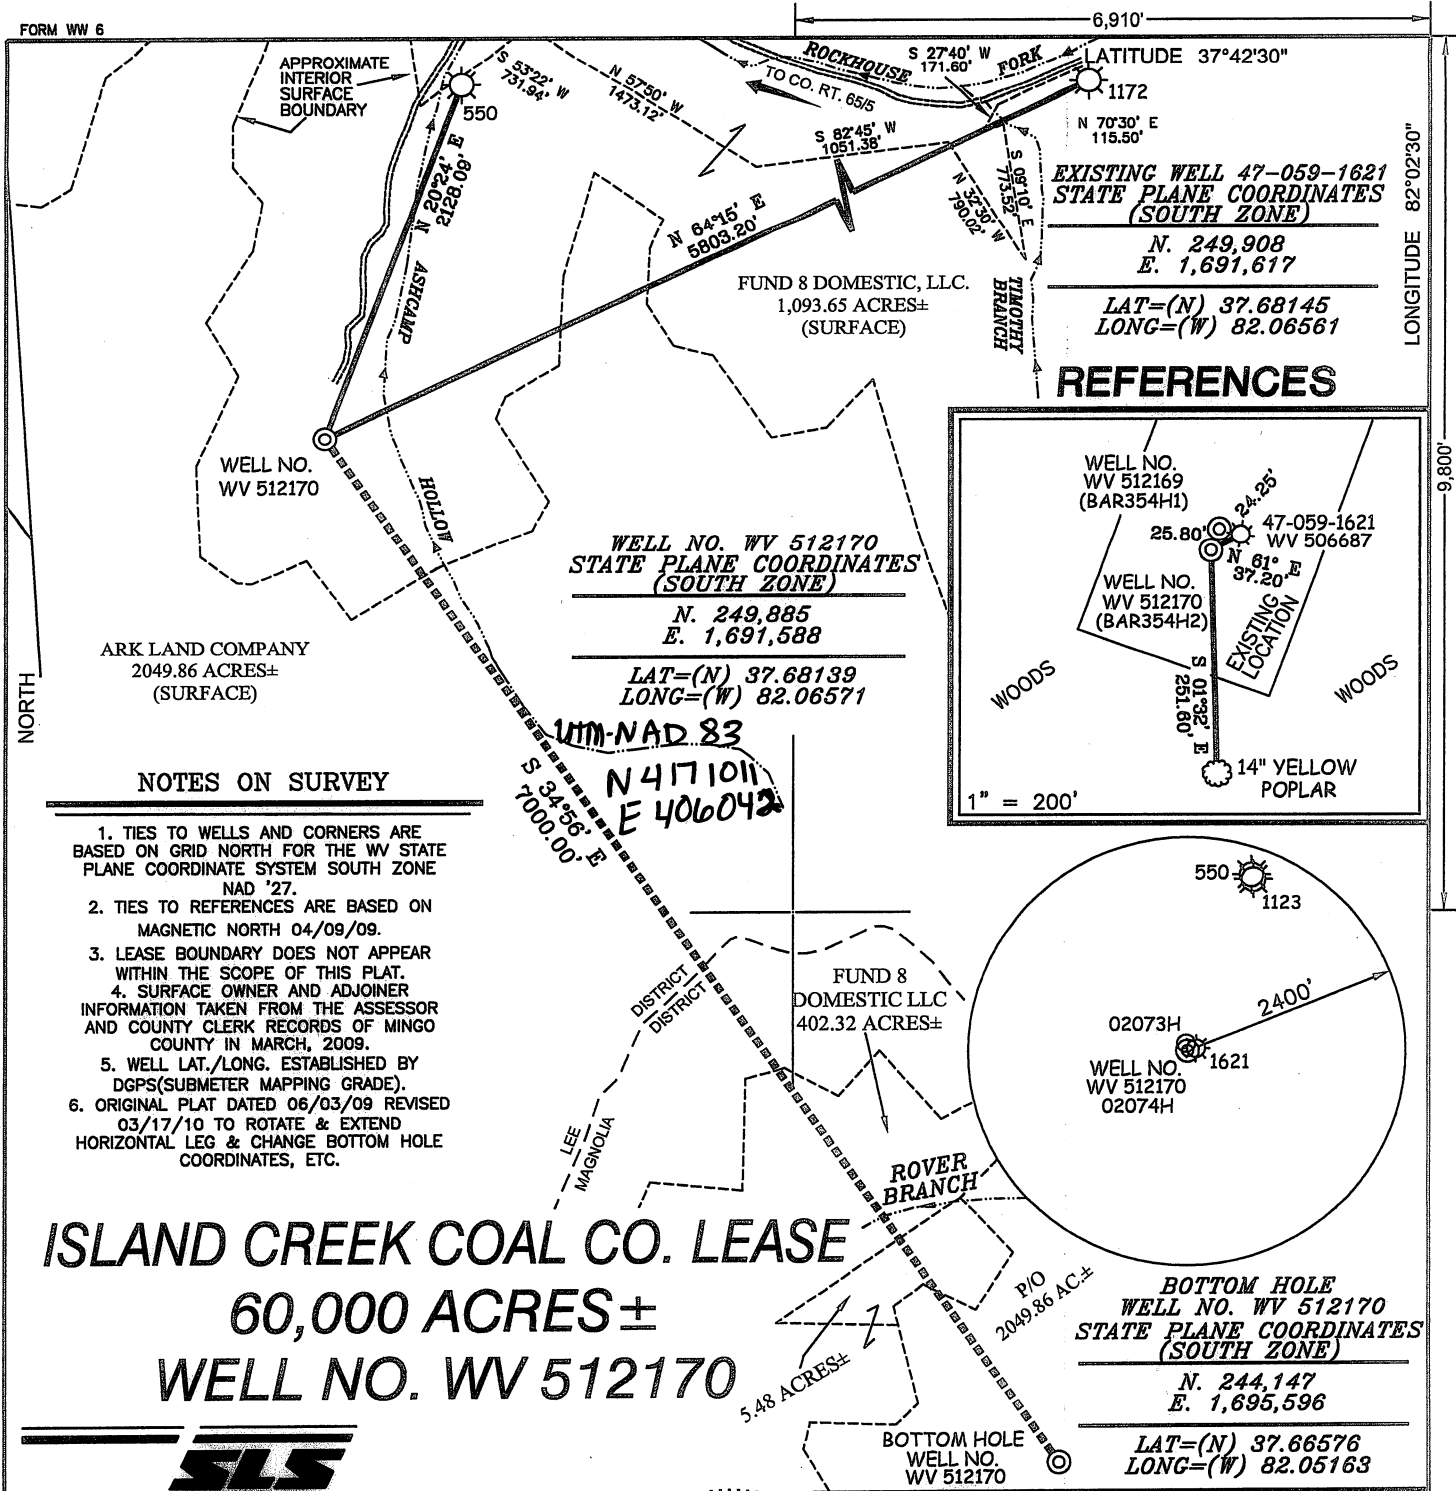 FORM WW 6
6,910'
APPROXIMATE
INTERIOR
SURFACE
BOUNDARY
550
S 53°22' W
731.94'
N 57°50' W
1473.12'
TO CO. RT. 65/5
ROCKHOUSE FORK
S 27°40' W
171.60'
LATITUDE 37°42'30"
1172
N 70°30' E
115.50'
S 82°45' W
1051.38'
S 09°10' E
773.52'
N 32°30' W
790.02'
N 20°24' E
2128.09'
N 64°15' E
5803.20'
ASHCAMP
HOLLOW
TIMOTHY
BRANCH
FUND 8 DOMESTIC, LLC.
1,093.65 ACRES±
(SURFACE)
EXISTING WELL 47-059-1621
STATE PLANE COORDINATES
(SOUTH ZONE)
N. 249,908
E. 1,691,617
LAT=(N) 37.68145
LONG=(W) 82.06561
LONGITUDE 82°02'30"
9,800'
REFERENCES
WELL NO.
WV 512169
(BAR354H1)
24.25'
25.80'
47-059-1621
WV 506687
N 61° E
37.20'
WELL NO.
WV 512170
(BAR354H2)
EXISTING
LOCATION
WOODS
WOODS
S 01°32' E
251.60'
14" YELLOW
POPLAR
1" = 200'
WELL NO.
WV 512170
WELL NO. WV 512170
STATE PLANE COORDINATES
(SOUTH ZONE)
N. 249,885
E. 1,691,588
LAT=(N) 37.68139
LONG=(W) 82.06571
UTM-NAD 83
N 4171011
E 406042
ARK LAND COMPANY
2049.86 ACRES±
(SURFACE)
NORTH
S 34°56' E
7000.00'
NOTES ON SURVEY
1. TIES TO WELLS AND CORNERS ARE
BASED ON GRID NORTH FOR THE WV STATE
PLANE COORDINATE SYSTEM SOUTH ZONE
NAD '27.
2. TIES TO REFERENCES ARE BASED ON
MAGNETIC NORTH 04/09/09.
3. LEASE BOUNDARY DOES NOT APPEAR
WITHIN THE SCOPE OF THIS PLAT.
4. SURFACE OWNER AND ADJOINER
INFORMATION TAKEN FROM THE ASSESSOR
AND COUNTY CLERK RECORDS OF MINGO
COUNTY IN MARCH, 2009.
5. WELL LAT./LONG. ESTABLISHED BY
DGPS(SUBMETER MAPPING GRADE).
6. ORIGINAL PLAT DATED 06/03/09 REVISED
03/17/10 TO ROTATE & EXTEND
HORIZONTAL LEG & CHANGE BOTTOM HOLE
COORDINATES, ETC.
DISTRICT
DISTRICT
LEE
MAGNOLIA
FUND 8
DOMESTIC LLC
402.32 ACRES±
550
1123
2400'
02073H
1621
WELL NO.
WV 512170
02074H
ROVER
BRANCH
P/O
2049.86 AC.±
5.48 ACRES±
ISLAND CREEK COAL CO. LEASE
60,000 ACRES±
WELL NO. WV 512170
BOTTOM HOLE
WELL NO. WV 512170
STATE PLANE COORDINATES
(SOUTH ZONE)
N. 244,147
E. 1,695,596
LAT=(N) 37.66576
LONG=(W) 82.05163
BOTTOM HOLE
WELL NO.
WV 512170
SLS